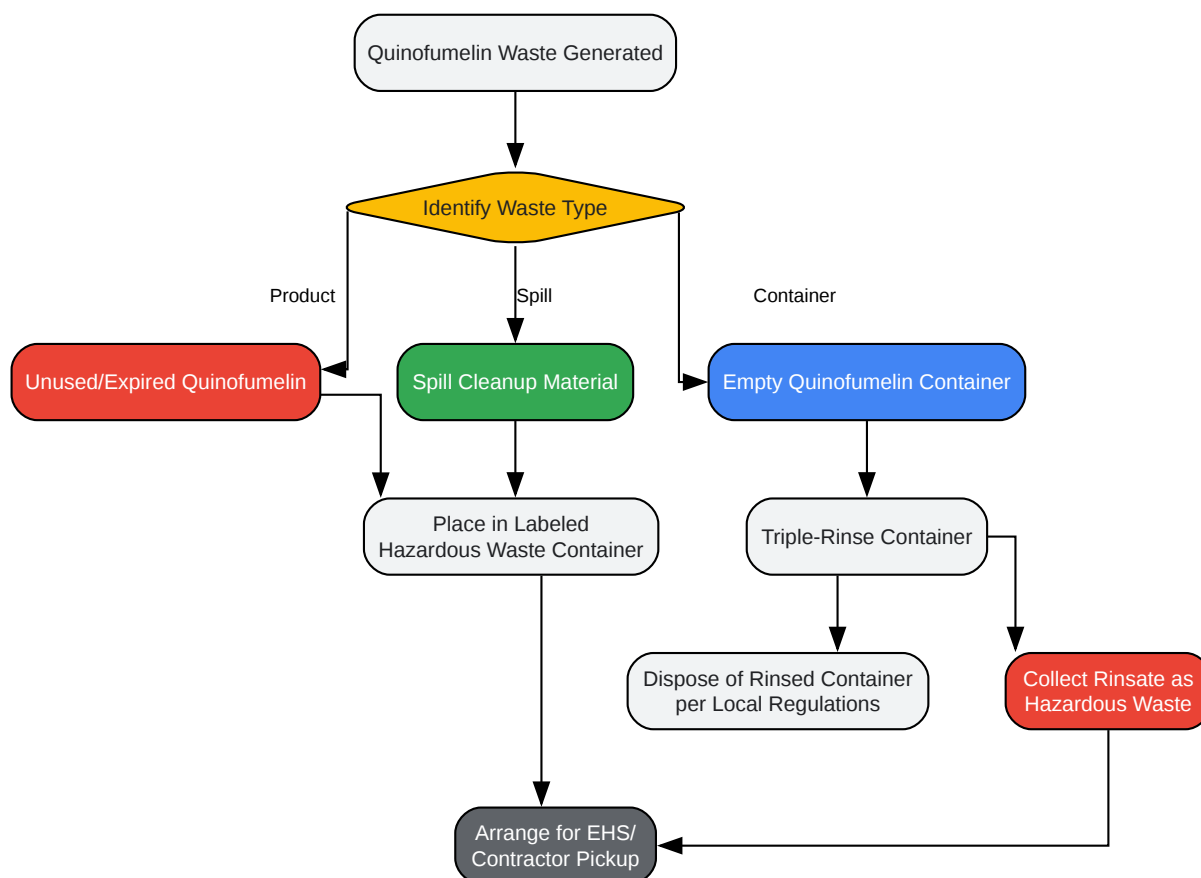 Quinofumelin Waste Generated
Identify Waste Type
Product
Spill
Container
Unused/Expired Quinofumelin
Spill Cleanup Material
Empty Quinofumelin Container
Place in Labeled
Hazardous Waste Container
Triple-Rinse Container
Dispose of Rinsed Container
per Local Regulations
Collect Rinsate as
Hazardous Waste
Arrange for EHS/
Contractor Pickup